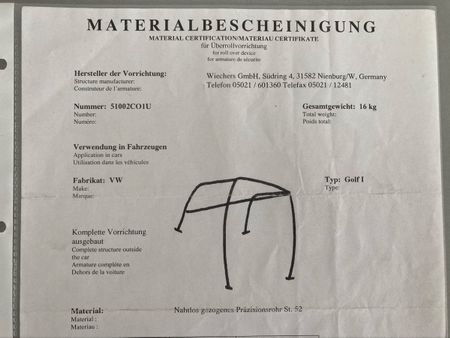 MATERIALBESCHEINIGUNG
MATERIAL CERTIFICATION/MATERIAU CERTIFIKATE
für Überrollvorrichtung
for roll over device
for armature de sécurité
Hersteller der Vorrichtung: Wiechers GmbH, Südring 4, 31582 Nienburg/W, Germany
Structure manufacturer: Telefon 05021 / 601360 Telefax 05021 / 12481
Construteur de l'armature:
Nummer: 51002CO1U Gesamtgewicht: 16 kg
Number: Total weight:
Numéro: Poids total:
Verwendung in Fahrzeugen
Application in cars
Utilisation dans les véhicules
Fabrikat: VW Typ: Golf I
Make: Type:
Marque:
Komplette Vorrichtung
ausgebaut
Complete structure outside
the car
Armature complète en
Dehors de la voiture
Material: Nahtlos gezogenes Präzisionsrohr St. 52
Material :
Materiau :